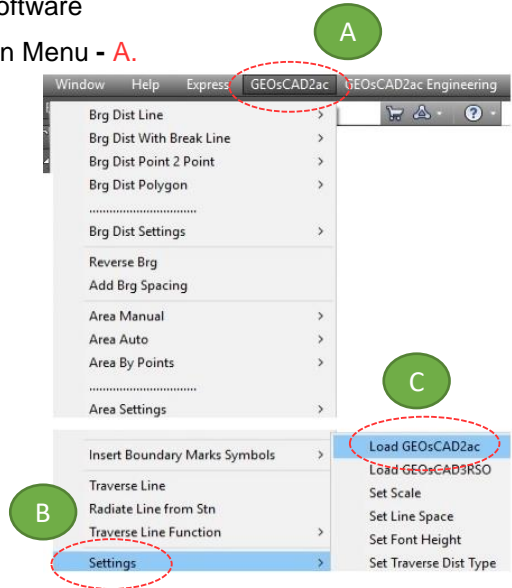 oftware
n Menu - A.
A
Window Help Express GEOsCAD2ac GEOsCAD2ac Engineering
Brg Dist Line >
Brg Dist With Break Line >
Brg Dist Point 2 Point >
Brg Dist Polygon >
................................
Brg Dist Settings >
Reverse Brg
Add Brg Spacing
Area Manual >
Area Auto >
Area By Points >
................................
Area Settings >
C
Insert Boundary Marks Symbols >
Traverse Line
Radiate Line from Stn
Traverse Line Function >
B
Settings >
Load GEOsCAD2ac
Load GEOsCAD3RSO
Set Scale
Set Line Space
Set Font Height
Set Traverse Dist Type